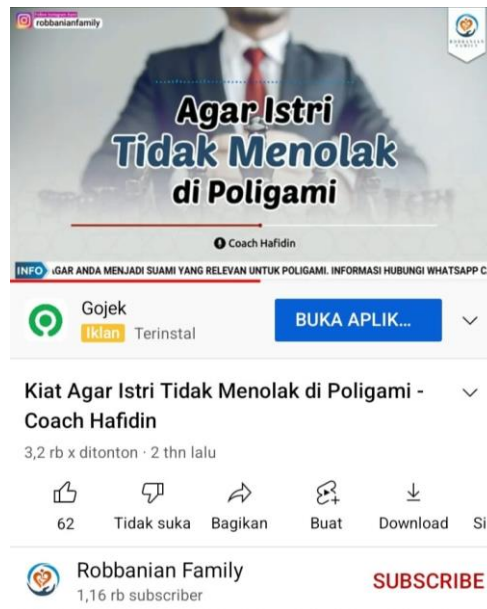 robbanianfamily
ROBBANIAN
FAMILY
Agar Istri
Tidak Menolak
di Poligami
Coach Hafidin
INFO AGAR ANDA MENJADI SUAMI YANG RELEVAN UNTUK POLIGAMI. INFORMASI HUBUNGI WHATSAPP C
Gojek
Iklan Terinstal
BUKA APLIK...
Kiat Agar Istri Tidak Menolak di Poligami -
Coach Hafidin
3,2 rb x ditonton · 2 thn lalu
62 Tidak suka Bagikan Buat Download Si
Robbanian Family
1,16 rb subscriber
SUBSCRIBE